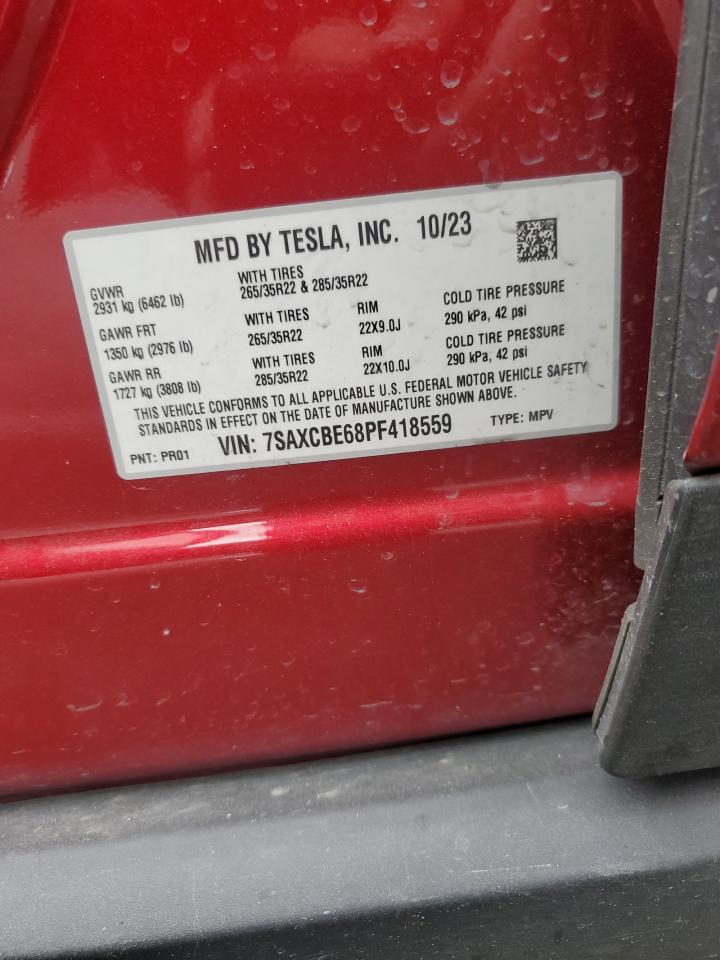 MFD BY TESLA, INC. 10/23
GVWR
2931 kg (6462 lb)
WITH TIRES
265/35R22 & 285/35R22
GAWR FRT
1350 kg (2976 lb)
WITH TIRES
265/35R22
RIM
22X9.0J
COLD TIRE PRESSURE
290 kPa, 42 psi
GAWR RR
1727 kg (3808 lb)
WITH TIRES
285/35R22
RIM
22X10.0J
COLD TIRE PRESSURE
290 kPa, 42 psi
THIS VEHICLE CONFORMS TO ALL APPLICABLE U.S. FEDERAL MOTOR VEHICLE SAFETY
STANDARDS IN EFFECT ON THE DATE OF MANUFACTURE SHOWN ABOVE.
PNT: PR01 VIN: 7SAXCBE68PF418559 TYPE: MPV